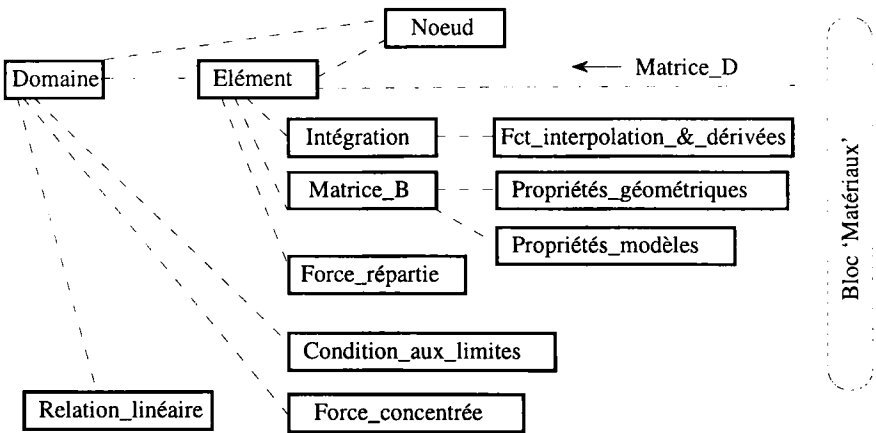 Noeud
Domaine
Elément
Matrice_D
Intégration
Fct_interpolation_&_dérivées
Matrice_B
Propriétés_géométriques
Propriétés_modèles
Force_répartie
Condition_aux_limites
Relation_linéaire
Force_concentrée
Bloc ‘Matériaux’